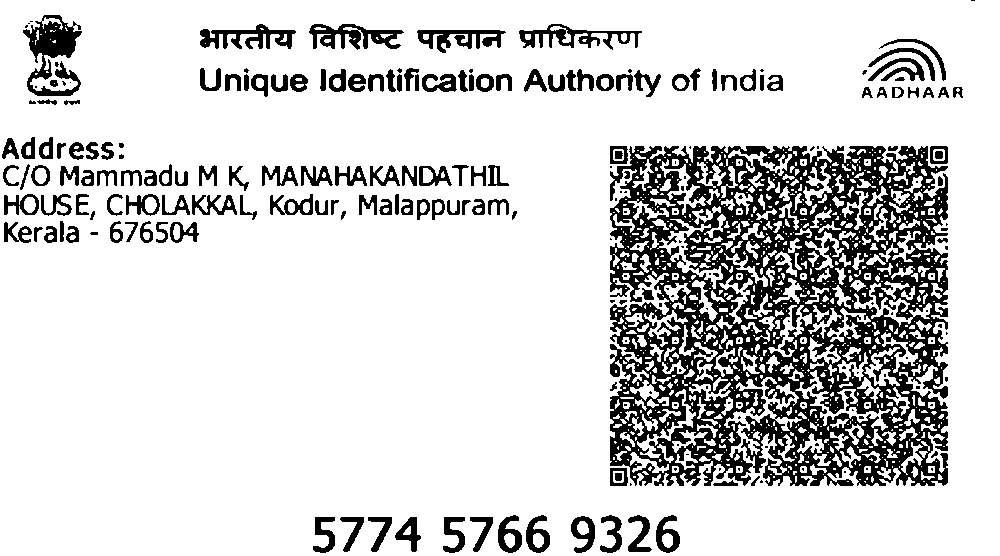 भारतीय विशिष्ट पहचान प्राधिकरण
Unique Identification Authority of India
AADHAAR
Address:
C/O Mammadu M K, MANAHAKANDATHIL
HOUSE, CHOLAKKAL, Kodur, Malappuram,
Kerala - 676504
5774 5766 9326